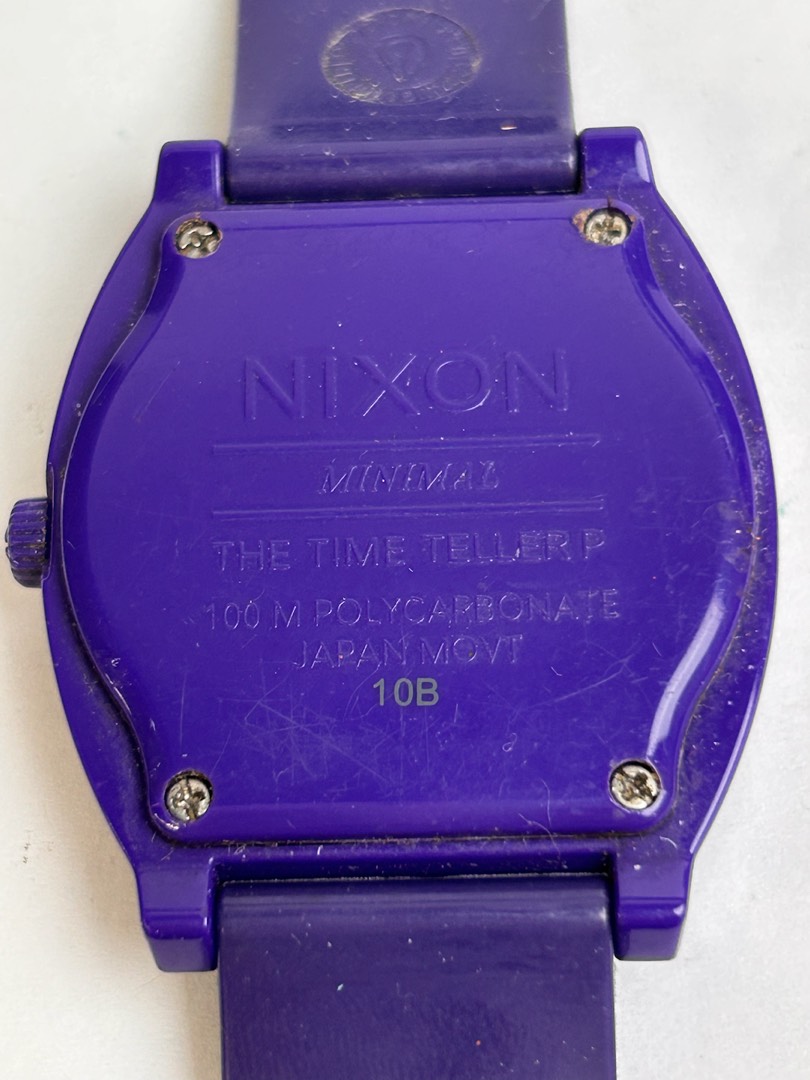 NIXON
MINIMAL
THE TIME TELLER P
100 M POLYCARBONATE
JAPAN MOVT
10B